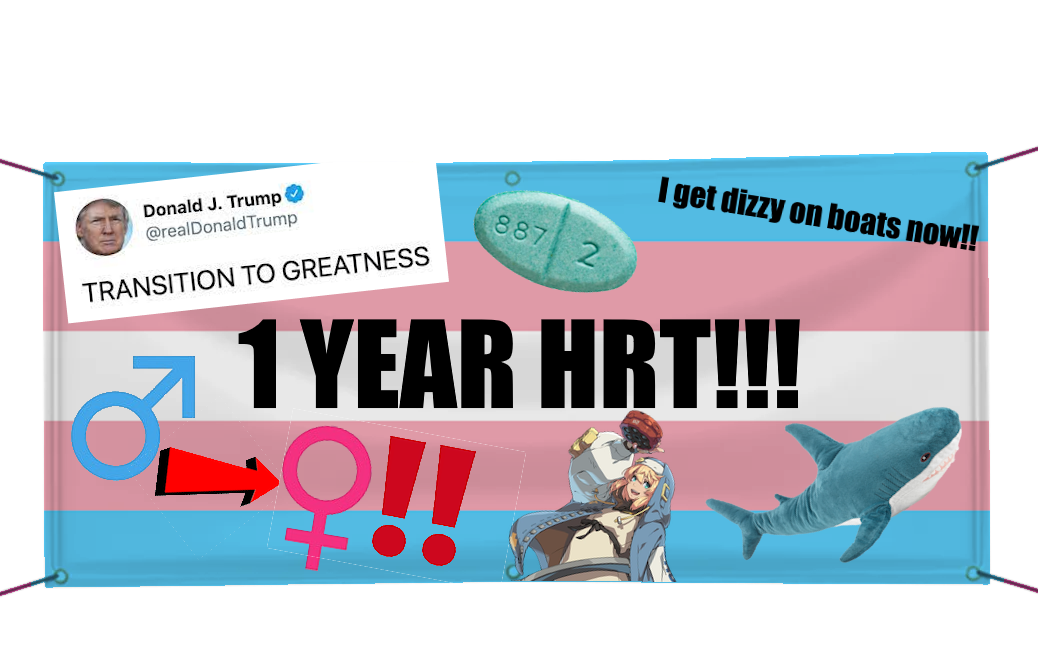 Donald J. Trump
@realDonaldTrump
TRANSITION TO GREATNESS
887 2
I get dizzy on boats now!!
1 YEAR HRT!!!
!!